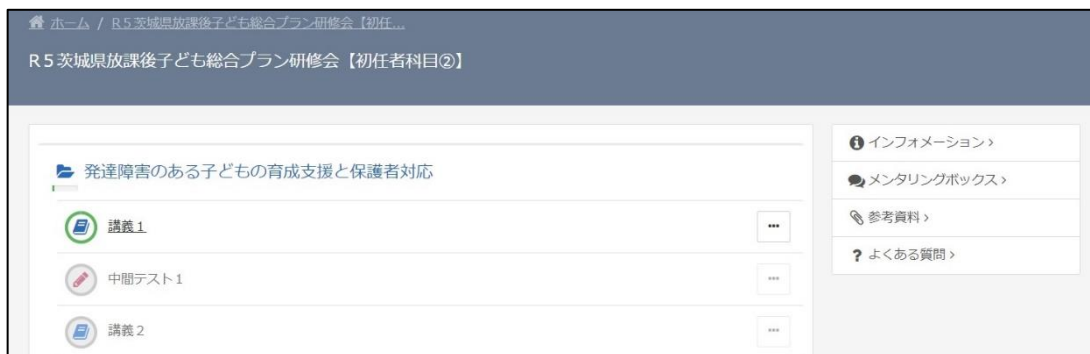 ホーム / R５茨城県放課後子ども総合プラン研修会【初任...
R５茨城県放課後子ども総合プラン研修会【初任者科目②】
発達障害のある子どもの育成支援と保護者対応
講義１
中間テスト１
講義２
インフォメーション ›
メンタリングボックス ›
参考資料 ›
? よくある質問 ›